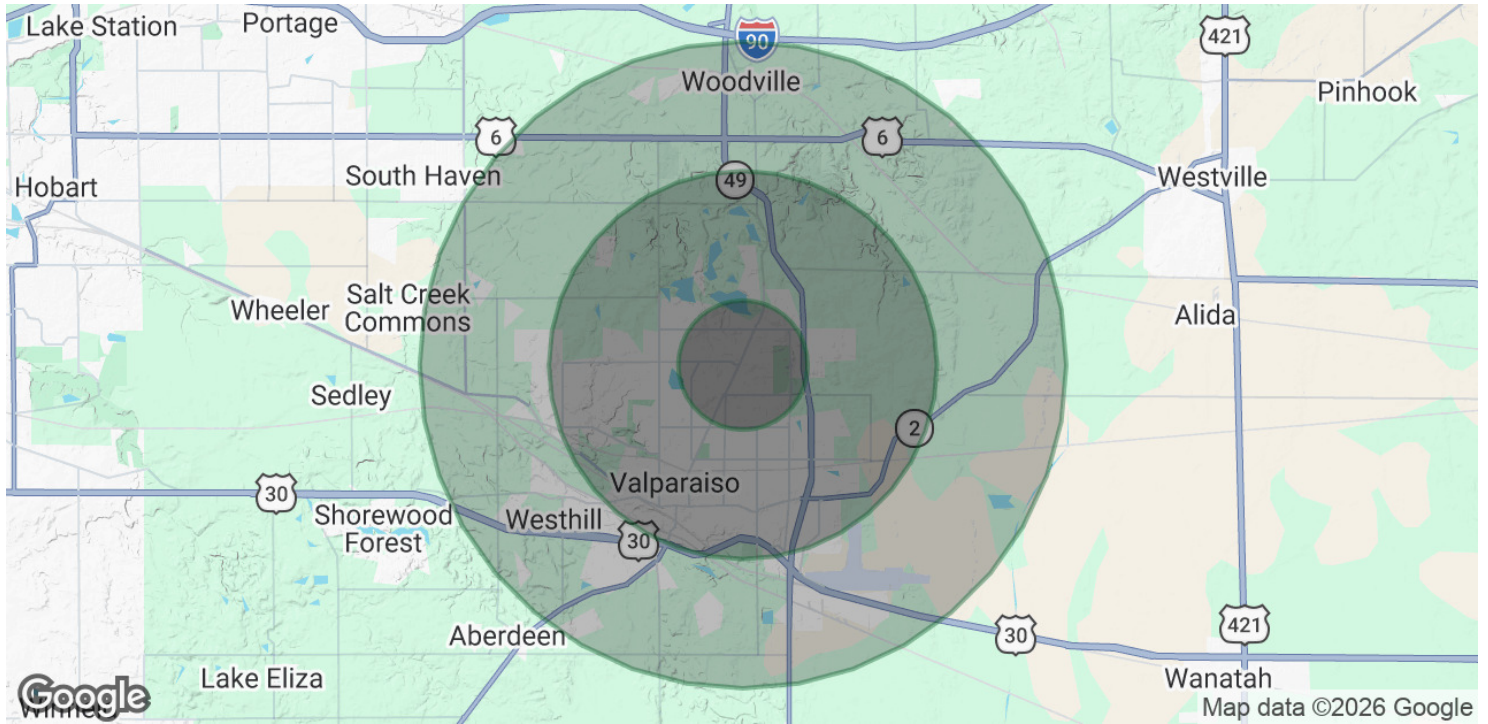 Lake Station
Portage
90
421
Woodville
Pinhook
6
6
South Haven
49
Westville
Hobart
Salt Creek
Commons
Wheeler
Alida
Sedley
2
Valparaiso
30
Shorewood
Forest
Westhill
30
Aberdeen
30
421
Lake Eliza
Wanatah
Google
Map data ©2026 Google